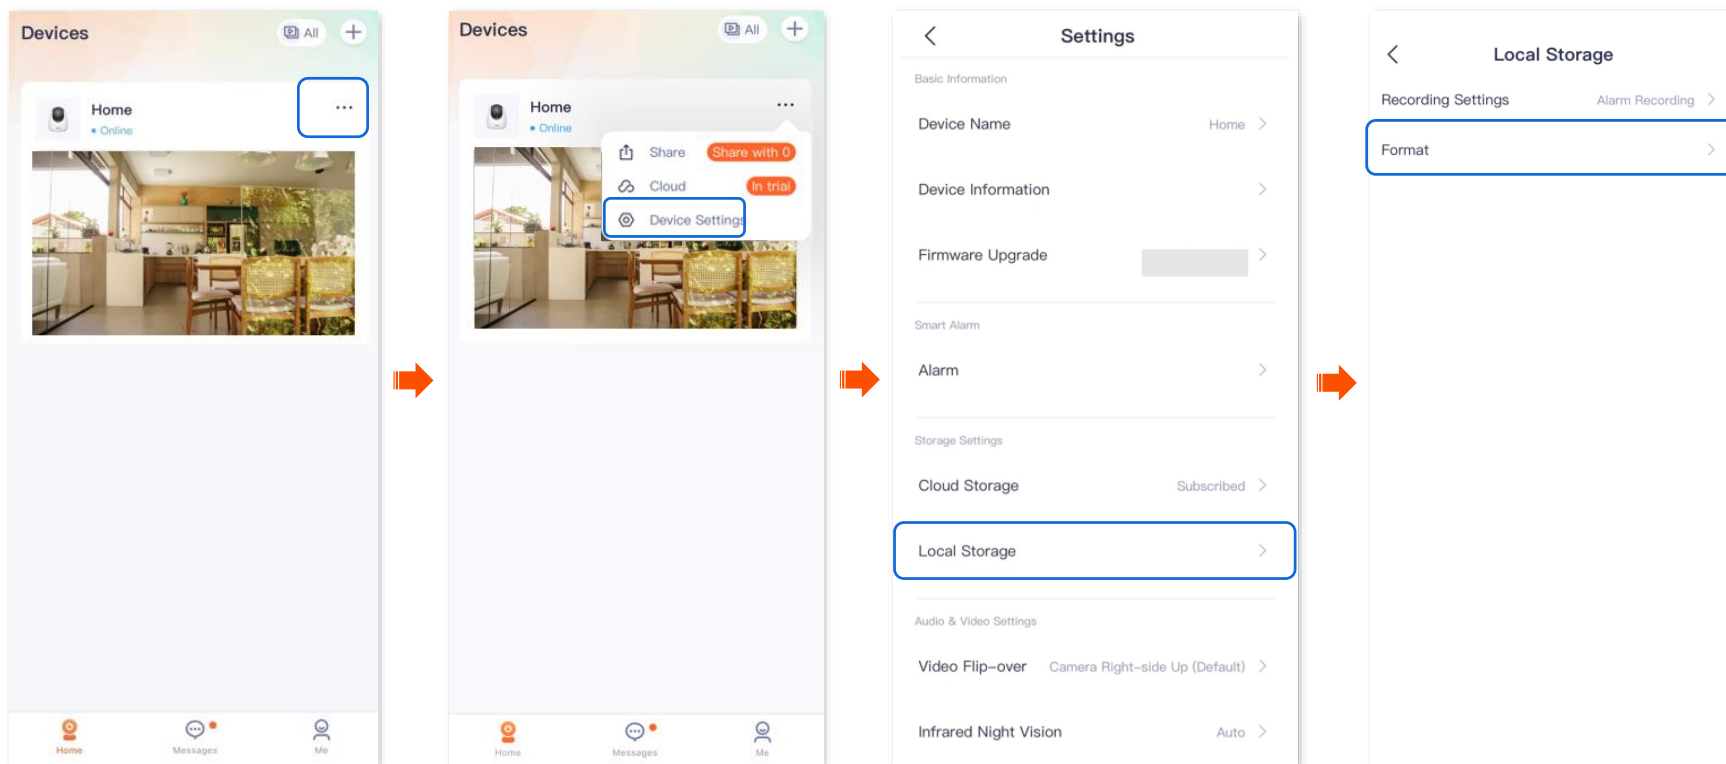 Devices
All
Home
Online
Home
Messages
Me
Devices
All
Home
Online
Share
Share with 0
Cloud
In trial
Device Settings
Home
Messages
Me
Settings
Basic Information
Device Name
Home
Device Information
Firmware Upgrade
Smart Alarm
Alarm
Storage Settings
Cloud Storage
Subscribed
Local Storage
Audio & Video Settings
Video Flip-over
Camera Right-side Up (Default)
Infrared Night Vision
Auto
Local Storage
Recording Settings
Alarm Recording
Format